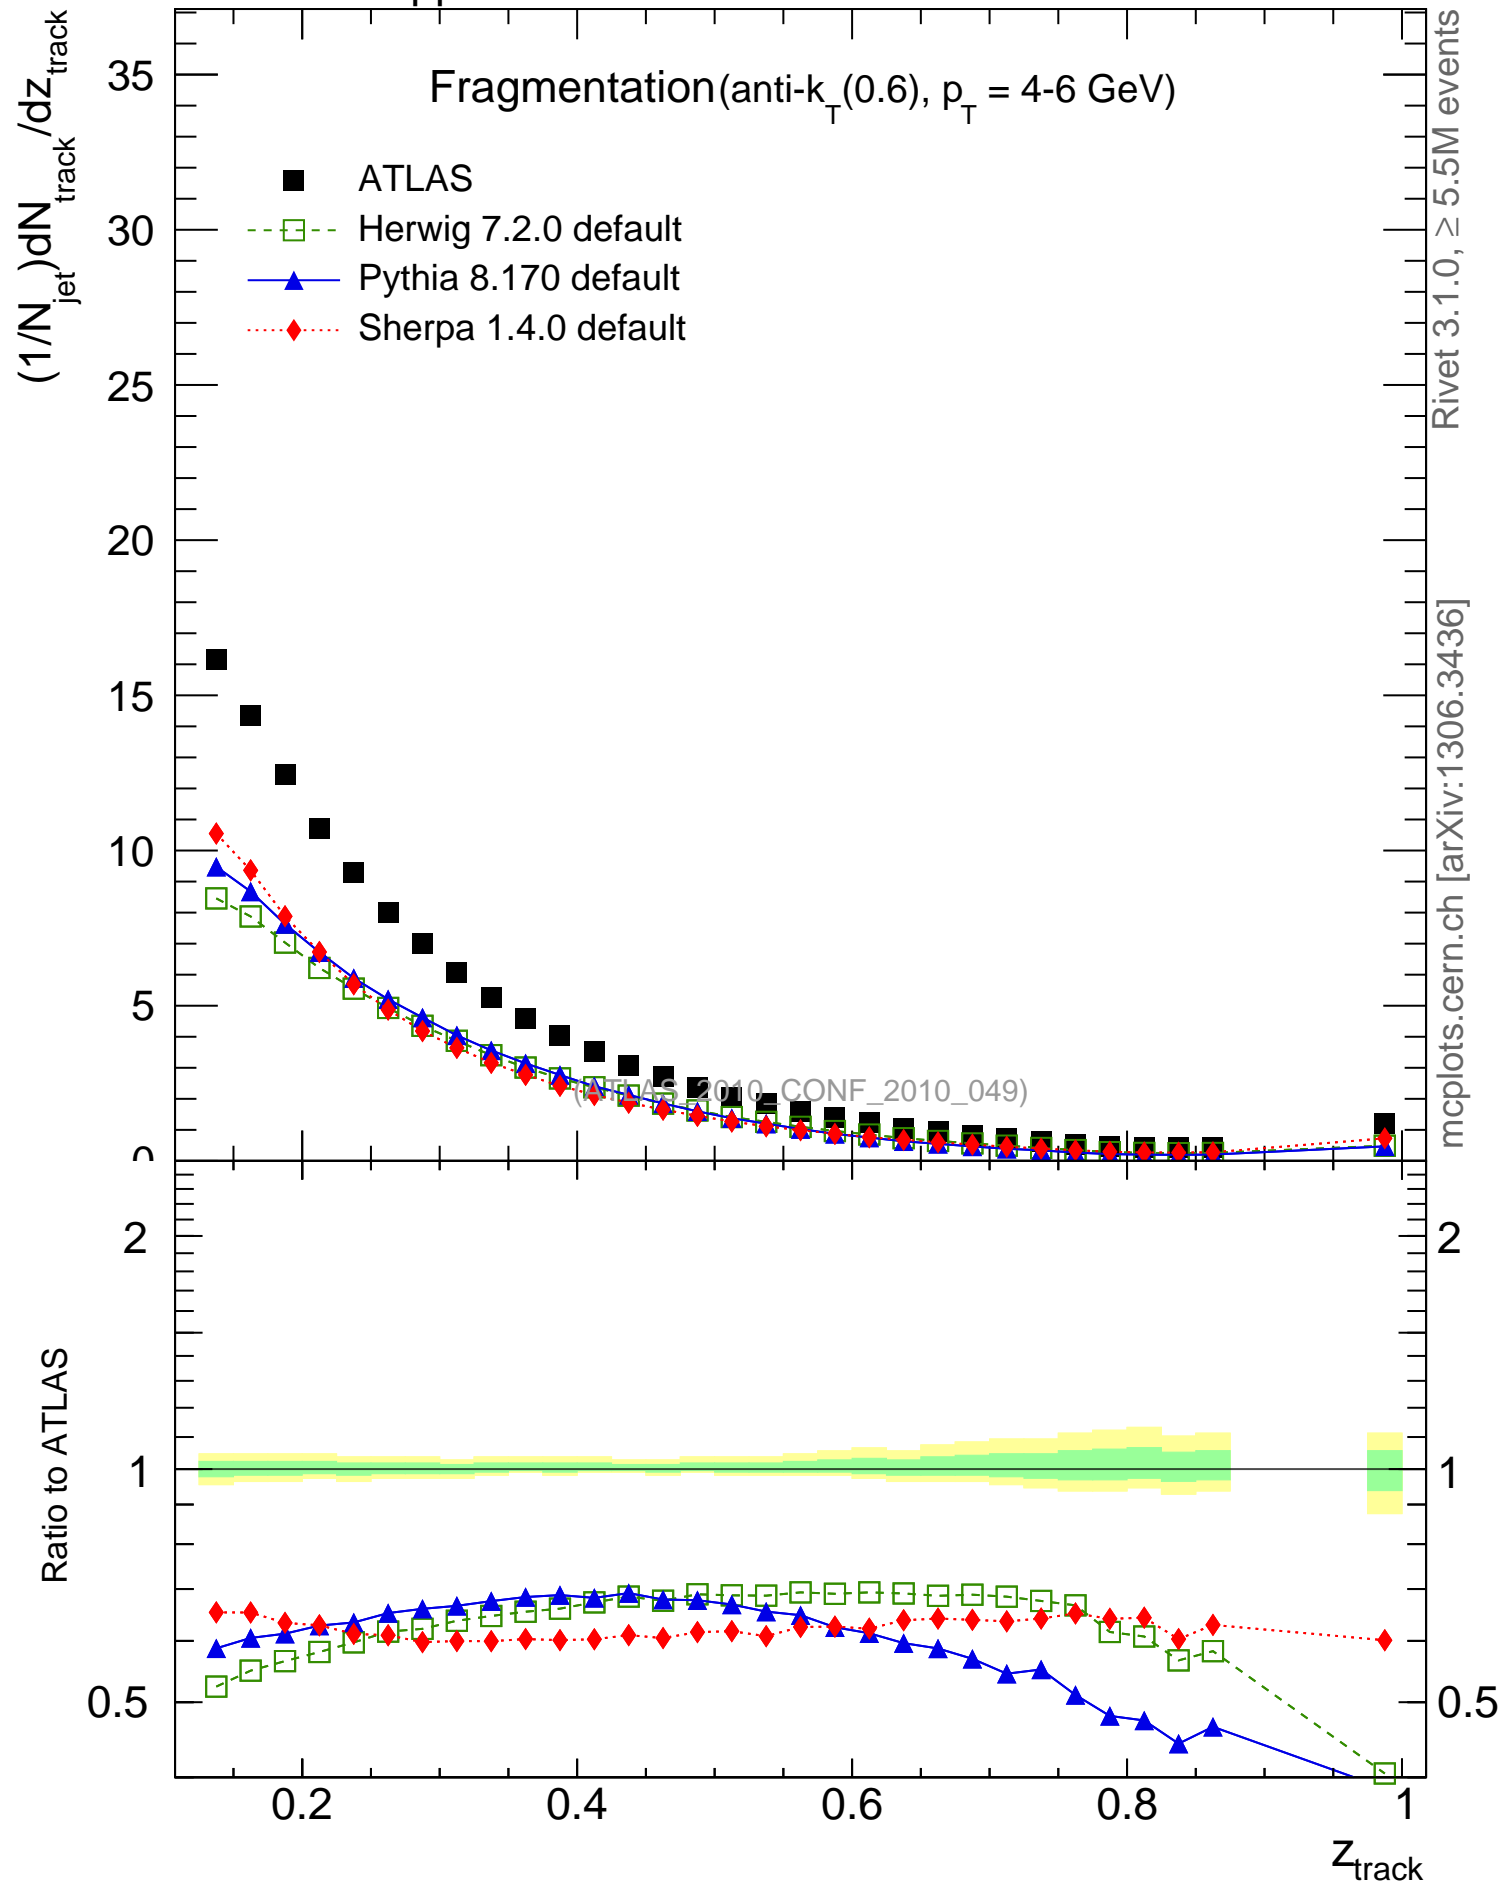 pp
Fragmentation (anti-k_T(0.6), p_T = 4-6 GeV)
(1/N_jet)dN_track/dz_track
ATLAS
Herwig 7.2.0 default
Pythia 8.170 default
Sherpa 1.4.0 default
35
30
25
20
15
10
5
0
(ATLAS_2010_CONF_2010_049)
Rivet 3.1.0, ≥ 5.5M events
mcplots.cern.ch [arXiv:1306.3436]
Ratio to ATLAS
2
1
0.5
2
1
0.5
0.2
0.4
0.6
0.8
1
z_track